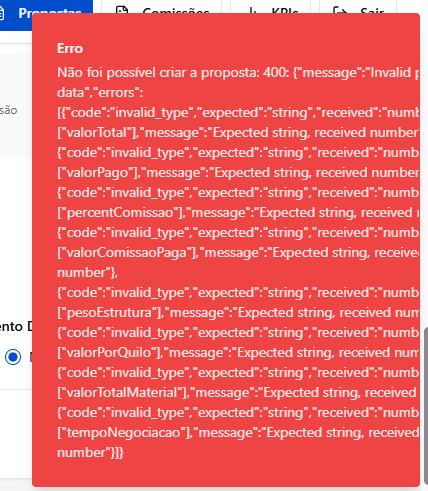 Propostas Comissões KPIs Sair
Erro
Não foi possível criar a proposta: 400: {"message":"Invalid p
data","errors":
[{"code":"invalid_type","expected":"string","received":"numb
["valorTotal"],"message":"Expected string, received number"
{"code":"invalid_type","expected":"string","received":"numb
["valorPago"],"message":"Expected string, received number
{"code":"invalid_type","expected":"string","received":"numb
["percentComissao"],"message":"Expected string, received n
{"code":"invalid_type","expected":"string","received":"numb
["valorComissaoPaga"],"message":"Expected string, received
number"},
{"code":"invalid_type","expected":"string","received":"numb
["pesoEstrutura"],"message":"Expected string, received num
{"code":"invalid_type","expected":"string","received":"numb
["valorPorQuilo"],"message":"Expected string, received num
{"code":"invalid_type","expected":"string","received":"numb
["valorTotalMaterial"],"message":"Expected string, received
{"code":"invalid_type","expected":"string","received":"numb
["tempoNegociacao"],"message":"Expected string, received
number"}]}
são
ento D